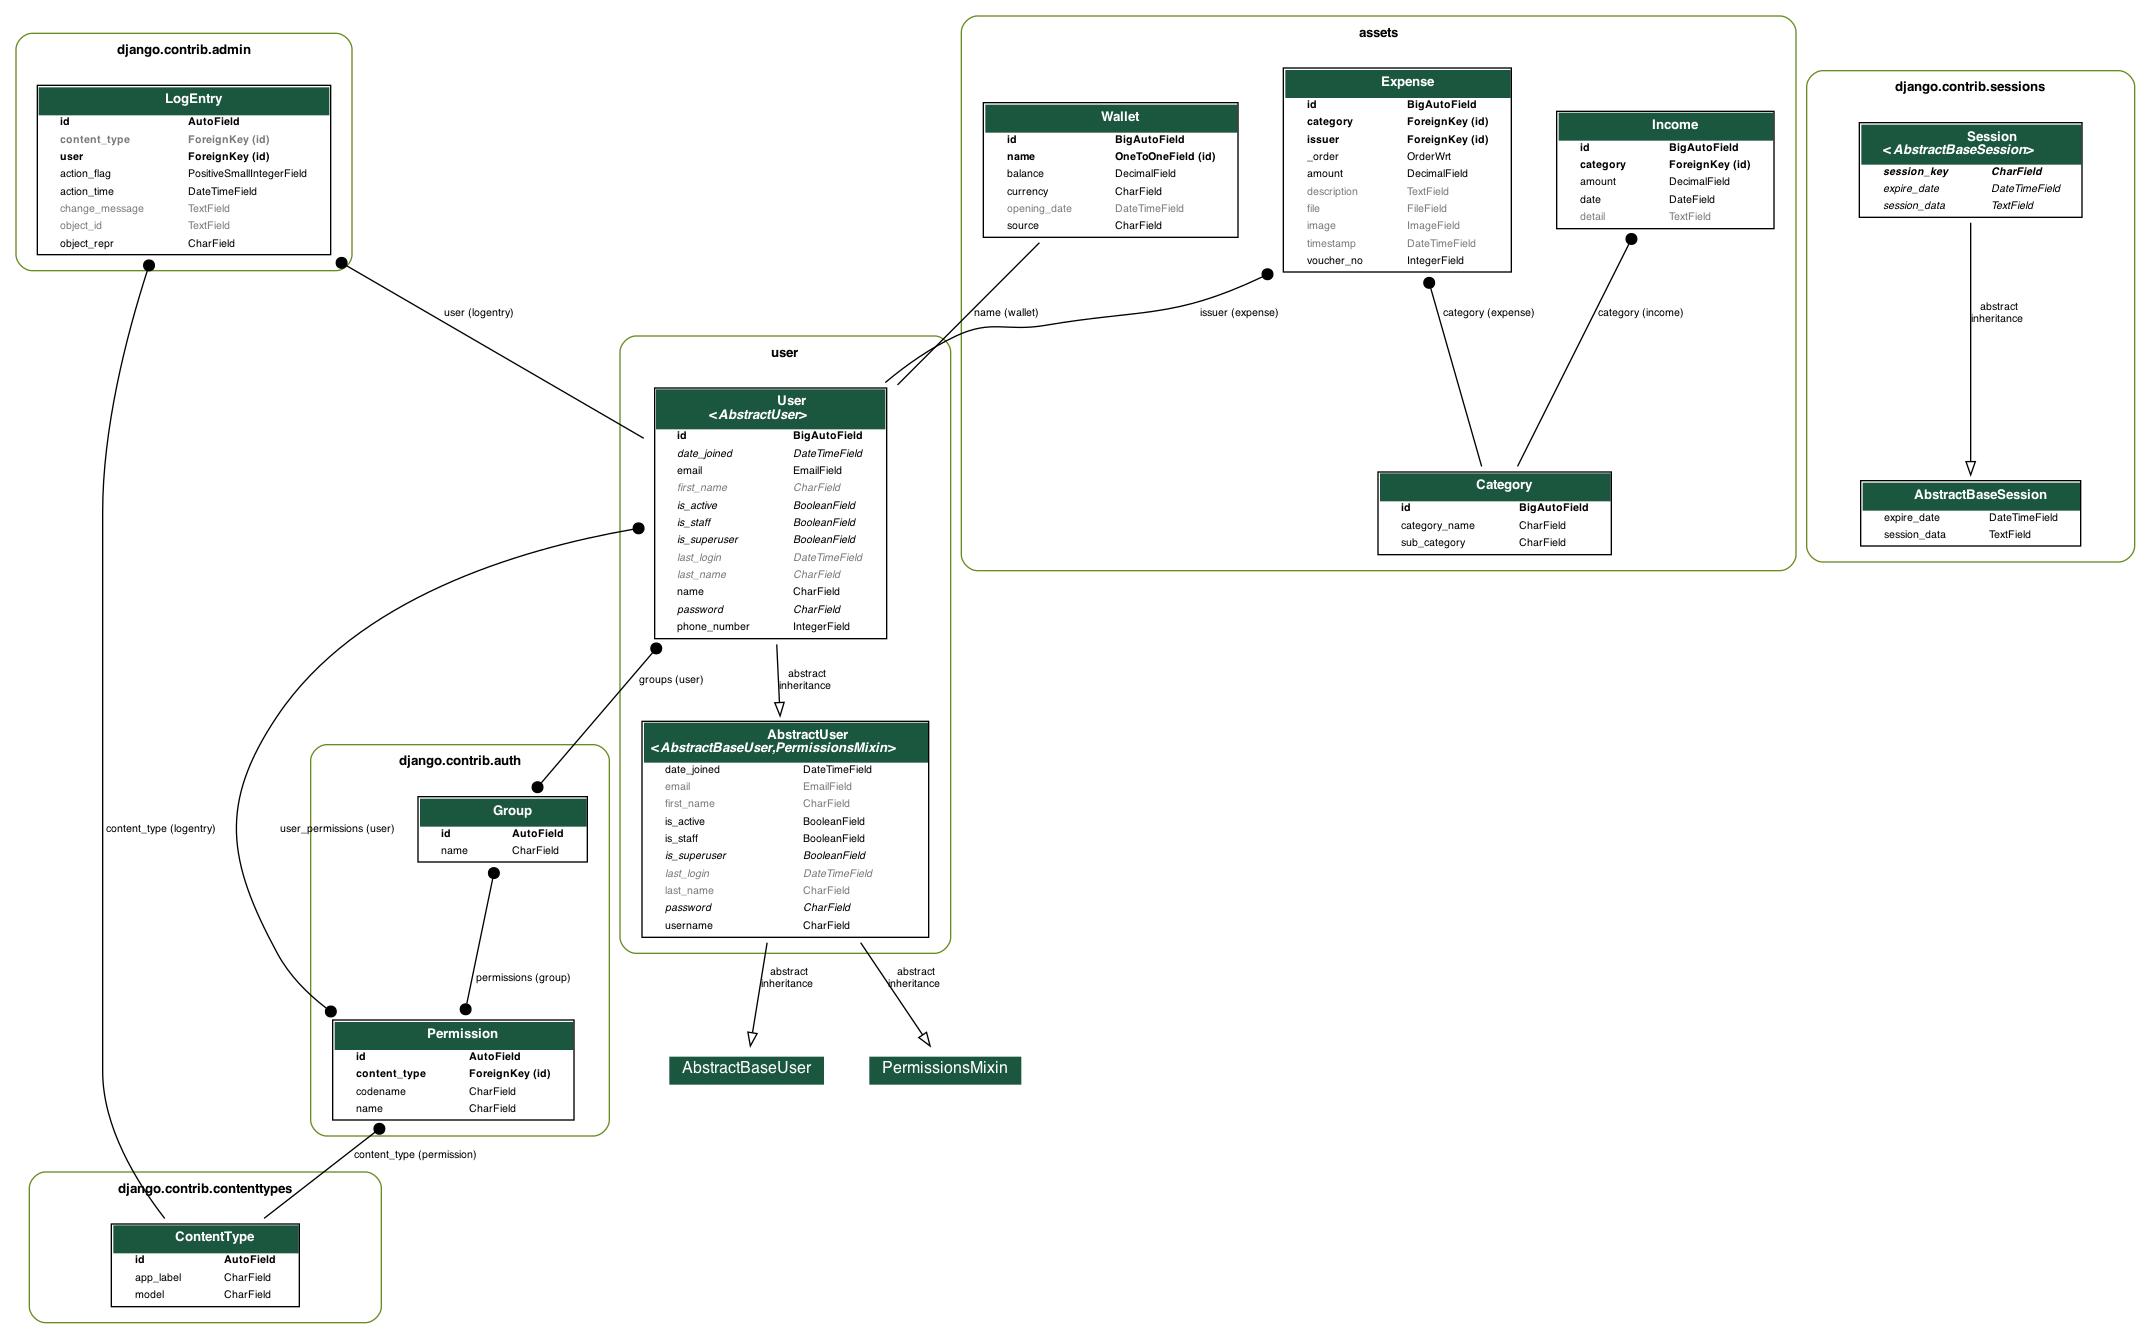 django.contrib.admin
LogEntry
id AutoField
content_type ForeignKey (id)
user ForeignKey (id)
action_flag PositiveSmallIntegerField
action_time DateTimeField
change_message TextField
object_id TextField
object_repr CharField
assets
Wallet
id BigAutoField
name OneToOneField (id)
balance DecimalField
currency CharField
opening_date DateTimeField
source CharField
Expense
id BigAutoField
category ForeignKey (id)
issuer ForeignKey (id)
_order OrderWrt
amount DecimalField
description TextField
file FileField
image ImageField
timestamp DateTimeField
voucher_no IntegerField
Income
id BigAutoField
category ForeignKey (id)
amount DecimalField
date DateField
detail TextField
django.contrib.sessions
Session
<AbstractBaseSession>
session_key CharField
expire_date DateTimeField
session_data TextField
user (logentry)
name (wallet)
issuer (expense)
category (expense)
category (income)
abstract
inheritance
user
User
<AbstractUser>
id BigAutoField
date_joined DateTimeField
email EmailField
first_name CharField
is_active BooleanField
is_staff BooleanField
is_superuser BooleanField
last_login DateTimeField
last_name CharField
name CharField
password CharField
phone_number IntegerField
Category
id BigAutoField
category_name CharField
sub_category CharField
AbstractBaseSession
expire_date DateTimeField
session_data TextField
groups (user)
abstract
inheritance
AbstractUser
<AbstractBaseUser,PermissionsMixin>
date_joined DateTimeField
email EmailField
first_name CharField
is_active BooleanField
is_staff BooleanField
is_superuser BooleanField
last_login DateTimeField
last_name CharField
password CharField
username CharField
django.contrib.auth
Group
id AutoField
name CharField
content_type (logentry)
user_permissions (user)
permissions (group)
abstract
inheritance
abstract
inheritance
Permission
id AutoField
content_type ForeignKey (id)
codename CharField
name CharField
AbstractBaseUser
PermissionsMixin
content_type (permission)
django.contrib.contenttypes
ContentType
id AutoField
app_label CharField
model CharField